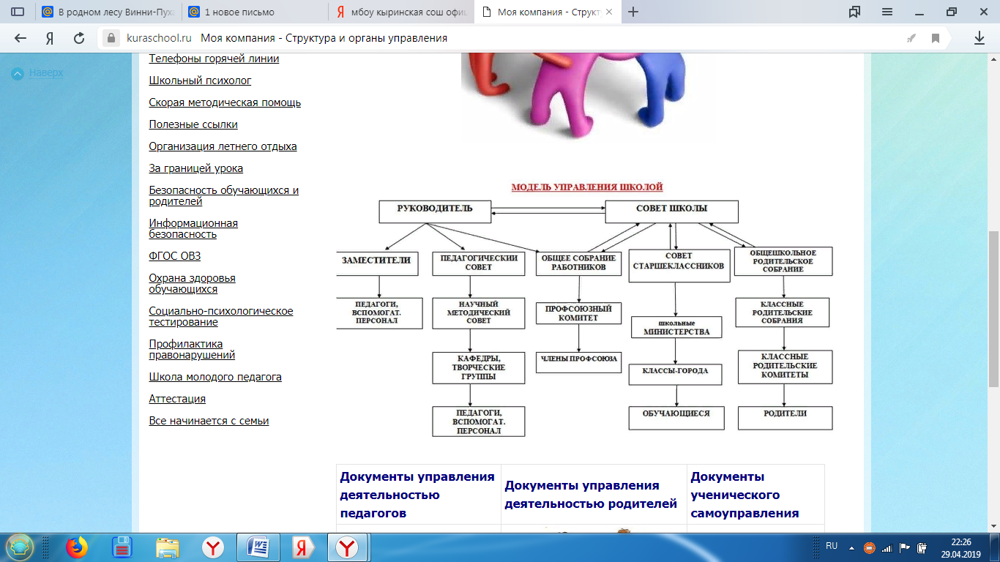 В родном лесу Винни-Пуха
1 новое письмо
Я мбоу кыринская сош офиц
Моя компания - Структу
Я
kuraschool.ru Моя компания - Структура и органы управления
Наверх
Телефоны горячей линии
Школьный психолог
Скорая методическая помощь
Полезные ссылки
Организация летнего отдыха
За границей урока
Безопасность обучающихся и
родителей
Информационная
безопасность
ФГОС ОВЗ
Охрана здоровья
обучающихся
Социально-психологическое
тестирование
Профилактика
правонарушений
Школа молодого педагога
Аттестация
Все начинается с семьи
МОДЕЛЬ УПРАВЛЕНИЯ ШКОЛОЙ
РУКОВОДИТЕЛЬ
СОВЕТ ШКОЛЫ
ЗАМЕСТИТЕЛИ
ПЕДАГОГИЧЕСКИИ
СОВЕТ
ОБЩЕЕ СОБРАНИЕ
РАБОТНИКОВ
СОВЕТ
СТАРШЕКЛАССНИКОВ
ОБЩЕШКОЛЬНОЕ
РОДИТЕЛЬСКОЕ
СОБРАНИЕ
ПЕДАГОГИ,
ВСПОМОГАТ.
ПЕРСОНАЛ
НАУЧНЫЙ
МЕТОДИЧЕСКИЙ
СОВЕТ
ПРОФСОЮЗНЫЙ
КОМИТЕТ
школьные
МИНИСТЕРСТВА
КЛАССНЫЕ
РОДИТЕЛЬСКИЕ
СОБРАНИЯ
КАФЕДРЫ,
ТВОРЧЕСКИЕ
ГРУППЫ
ЧЛЕНЫ ПРОФСОЮЗА
КЛАССЫ-ГОРОДА
КЛАССНЫЕ
РОДИТЕЛЬСКИЕ
КОМИТЕТЫ
ПЕДАГОГИ,
ВСПОМОГАТ.
ПЕРСОНАЛ
ОБУЧАЮЩИЕСЯ
РОДИТЕЛИ
Документы управления
деятельностью
педагогов
Документы управления
деятельностью родителей
Документы
ученического
самоуправления
RU
22:26
29.04.2019